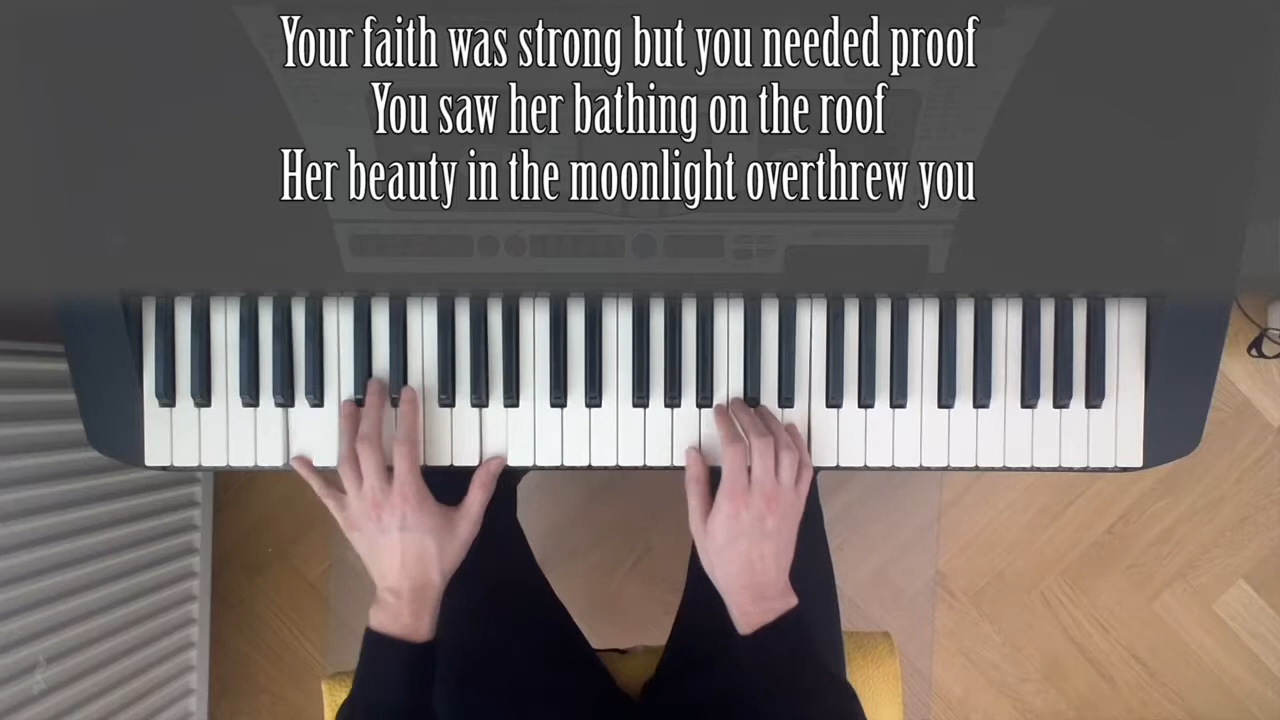 Your faith was strong but you needed proof
You saw her bathing on the roof
Her beauty in the moonlight overthrew you